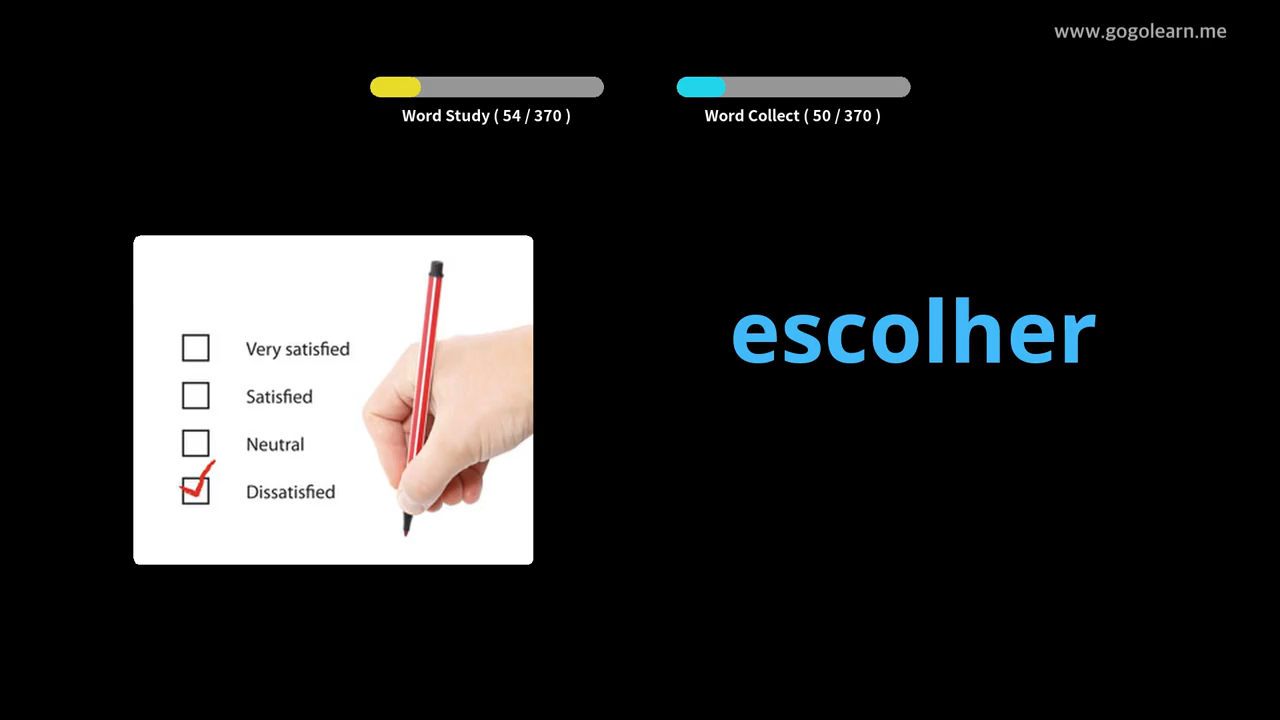 www.gogolearn.me
Word Study ( 54 / 370 )
Word Collect ( 50 / 370 )
Very satisfied
Satisfied
Neutral
Dissatisfied
escolher